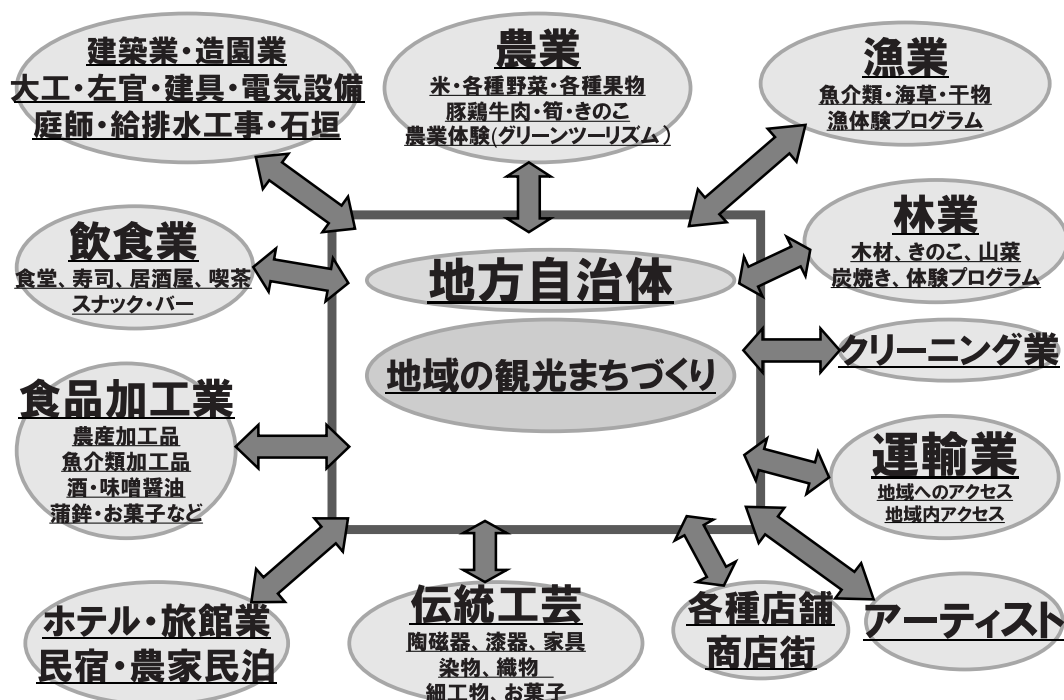 建築業・造園業
大工・左官・建具・電気設備
庭師・給排水工事・石垣
農業
米・各種野菜・各種果物
豚鶏牛肉・筍・きのこ
農業体験(グリーンツーリズム)
漁業
魚介類・海草・干物
漁体験プログラム
飲食業
食堂、寿司、居酒屋、喫茶
スナック・バー
地方自治体
林業
木材、きのこ、山菜
炭焼き、体験プログラム
地域の観光まちづくり
クリーニング業
食品加工業
農産加工品
魚介類加工品
酒・味噌醤油
蒲鉾・お菓子など
運輸業
地域へのアクセス
地域内アクセス
ホテル・旅館業
民宿・農家民泊
伝統工芸
陶磁器、漆器、家具
染物、織物
細工物、お菓子
各種店舗
商店街
アーティスト